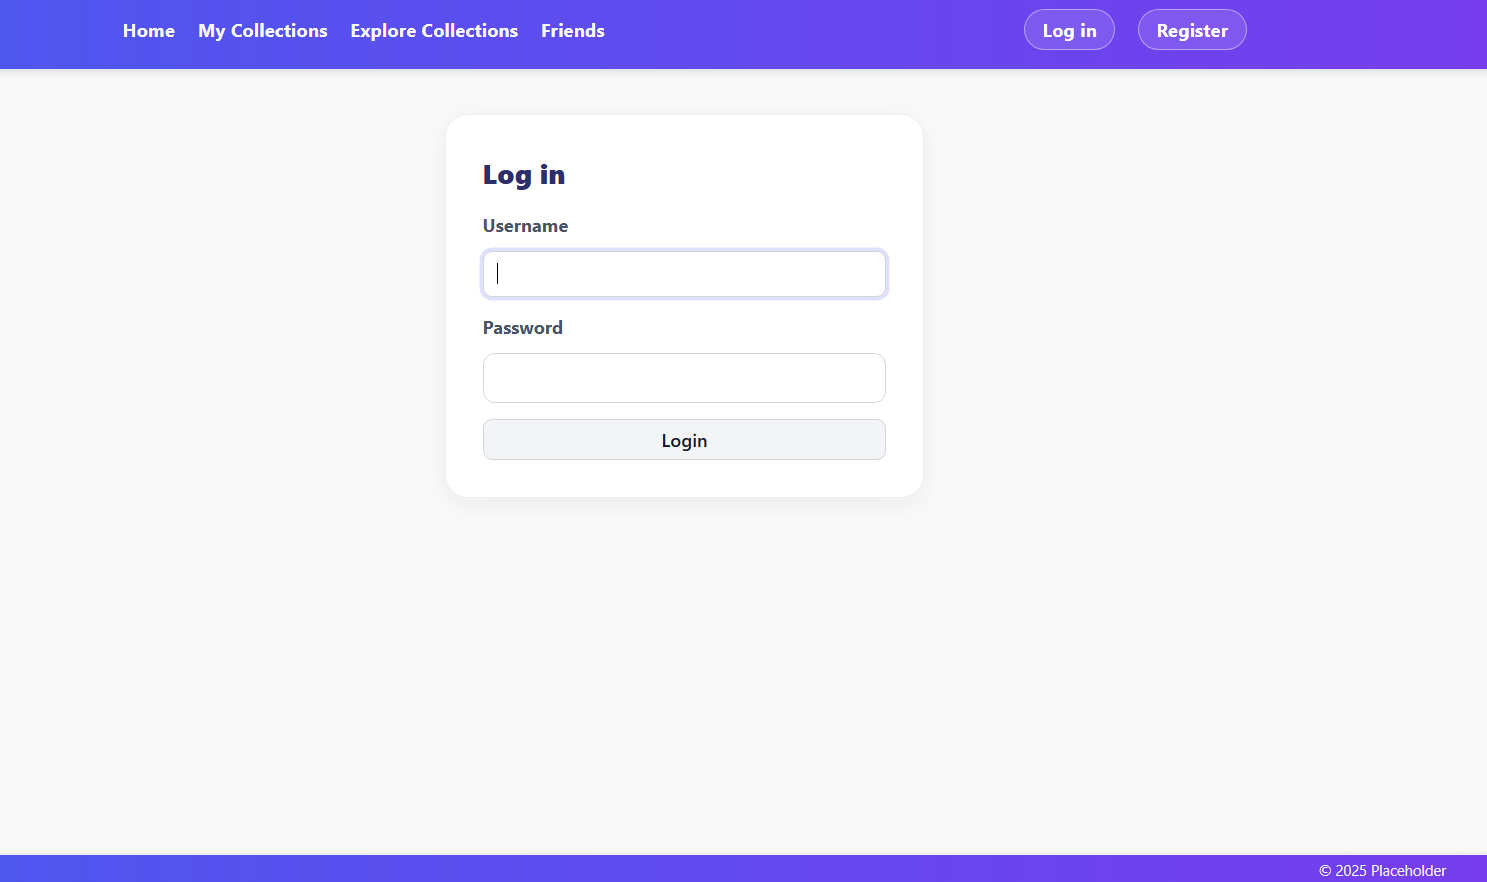 Home My Collections Explore Collections Friends Log in Register
Log in
Username
Password
Login
© 2025 Placeholder